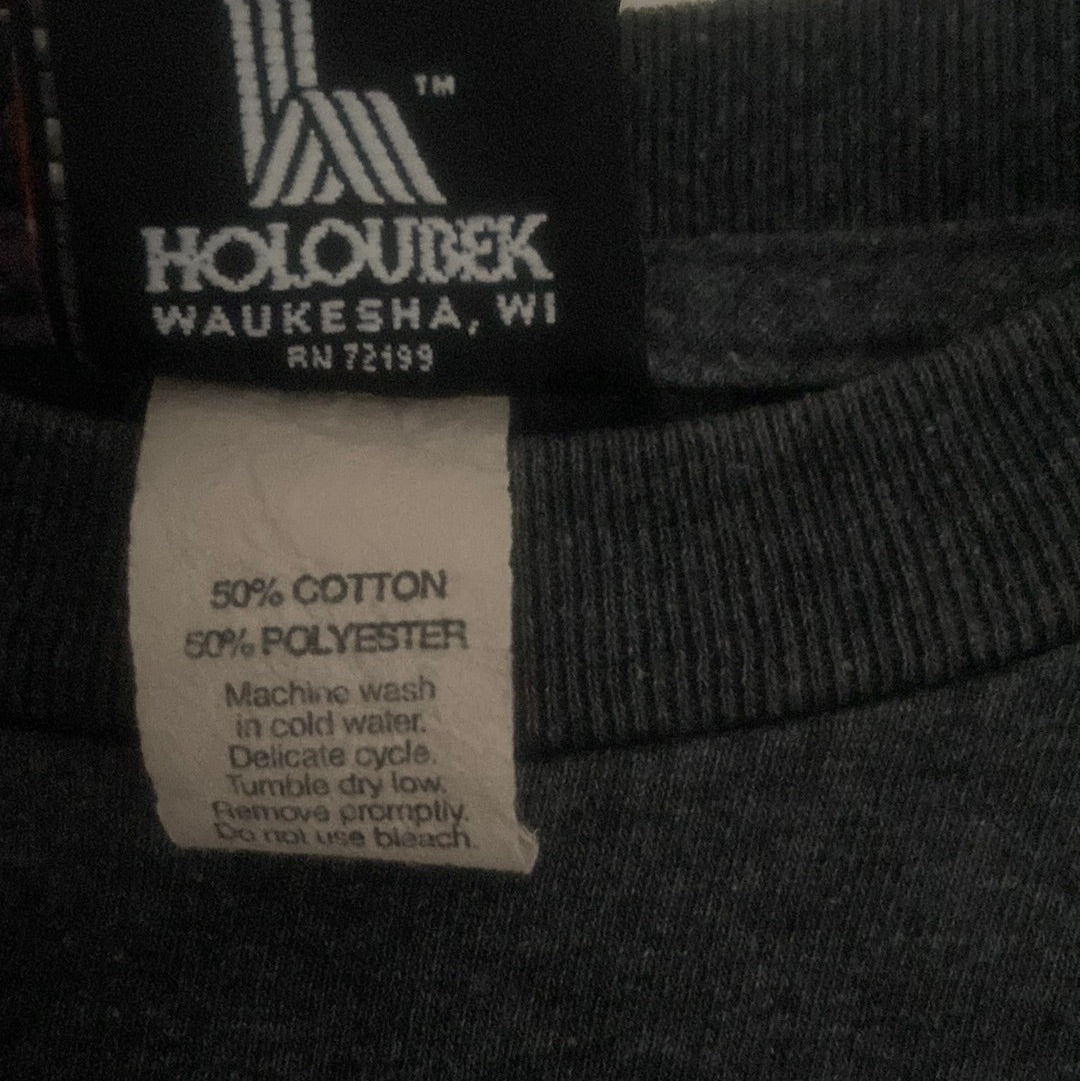 TM
HOLOUBEK
WAUKESHA, WI
RN 72199
50% COTTON
50% POLYESTER
Machine wash
in cold water.
Delicate cycle.
Tumble dry low.
Remove promptly.
Do not use bleach.